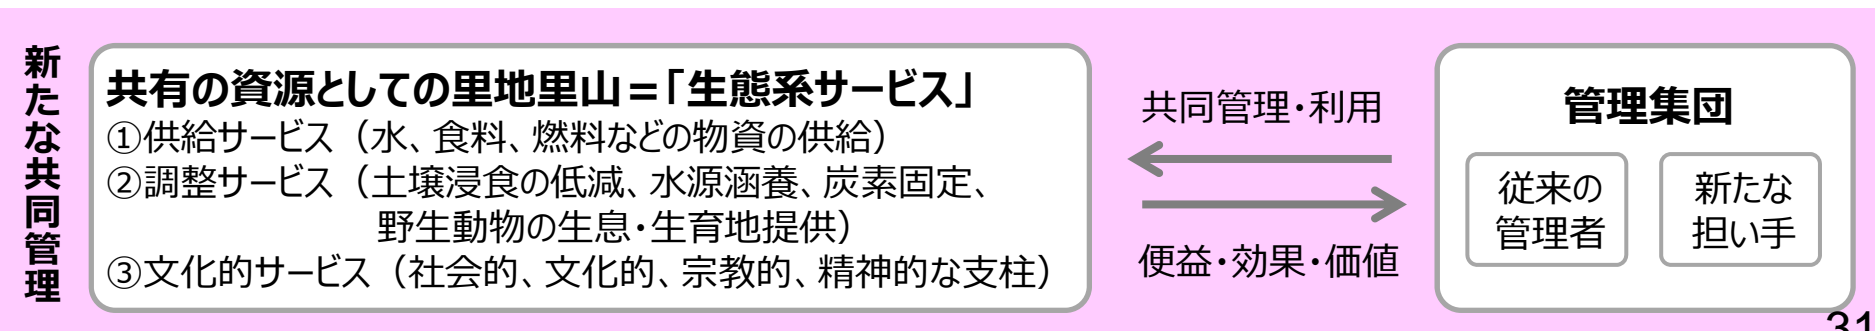 新たな共同管理
共有の資源としての里地里山=「生態系サービス」
①供給サービス（水、食料、燃料などの物資の供給）
②調整サービス（土壌浸食の低減、水源涵養、炭素固定、
野生動物の生息・生育地提供）
③文化的サービス（社会的、文化的、宗教的、精神的な支柱）
共同管理・利用
便益・効果・価値
管理集団
従来の
管理者
新たな
担い手
31